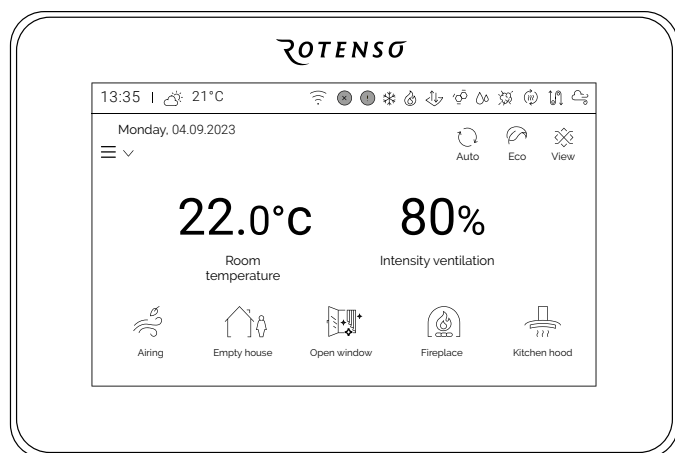 ROTENSO
13:35 | 21°C
Monday, 04.09.2023
Auto Eco View
22.0°C 80%
Room
temperature
Intensity ventilation
Airing Empty house Open window Fireplace Kitchen hood